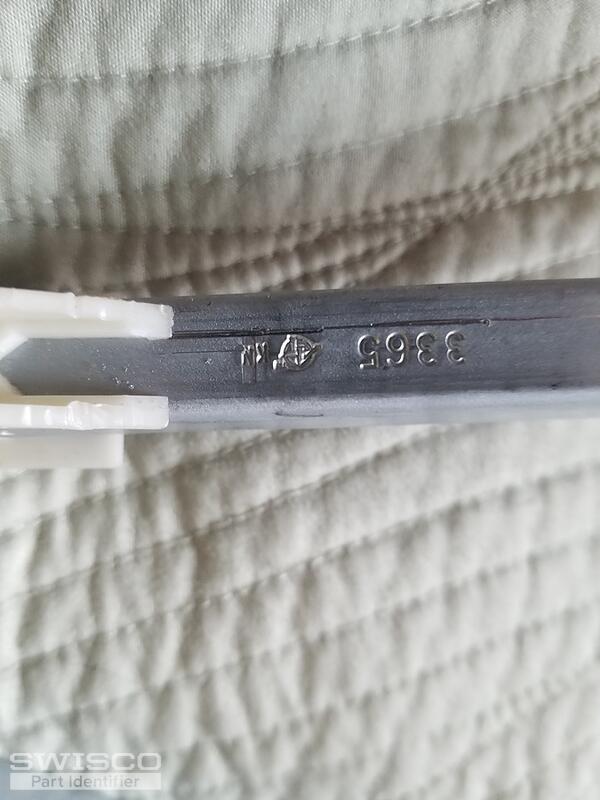 3365
SWISCO
Part Identifier